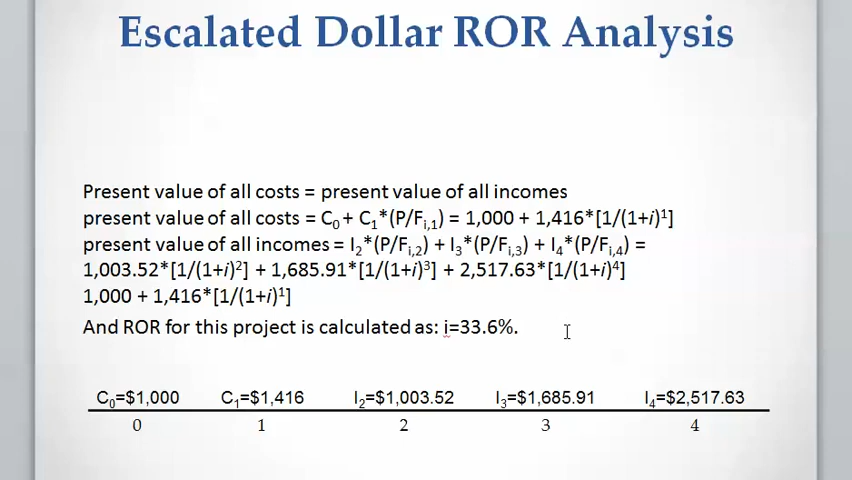 Escalated Dollar ROR Analysis
Present value of all costs = present value of all incomes
present value of all costs = C₀ + C₁*(P/Fᵢ,₁) = 1,000 + 1,416*[1/(1+i)¹]
present value of all incomes = I₂*(P/Fᵢ,₂) + I₃*(P/Fᵢ,₃) + I₄*(P/Fᵢ,₄) =
1,003.52*[1/(1+i)²] + 1,685.91*[1/(1+i)³] + 2,517.63*[1/(1+i)⁴]
1,000 + 1,416*[1/(1+i)¹]
And ROR for this project is calculated as: i=33.6%.
C₀=$1,000 C₁=$1,416 I₂=$1,003.52 I₃=$1,685.91 I₄=$2,517.63
0 1 2 3 4